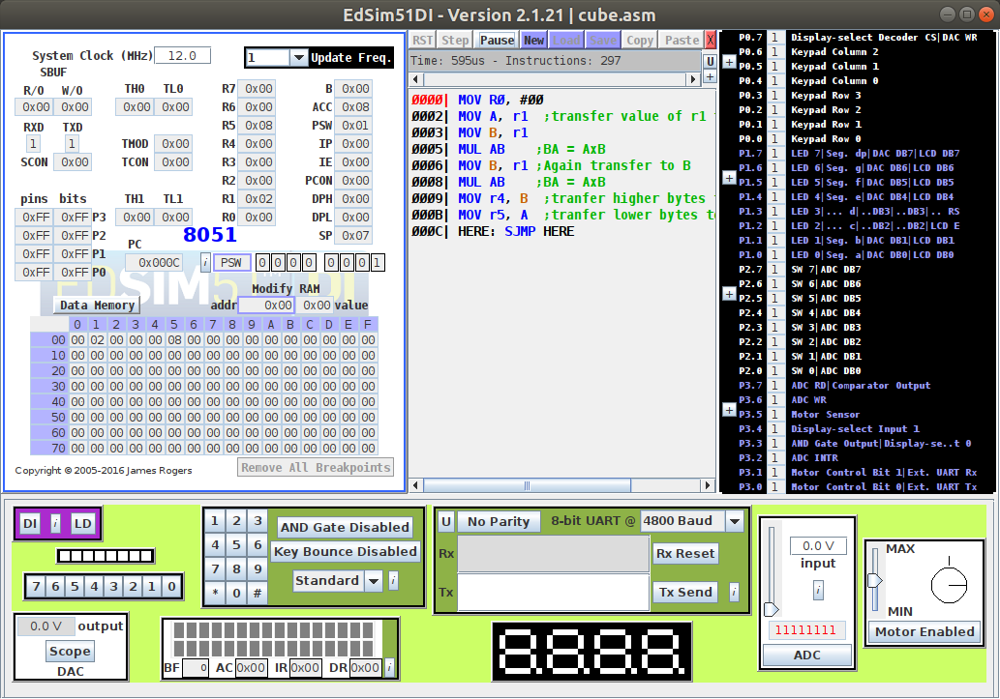 EdSim51DI - Version 2.1.21 | cube.asm
System Clock (MHz) 12.0 1 Update Freq.
SBUF
R/O W/O TH0 TL0 R7 0x00 B 0x00
0x00 0x00 0x00 0x00 R6 0x00 ACC 0x08
RXD TXD R5 0x08 PSW 0x01
1 1 TMOD 0x00 R4 0x00 IP 0x00
SCON 0x00 TCON 0x00 R3 0x00 IE 0x00
R2 0x00 PCON 0x00
pins bits TH1 TL1 R1 0x02 DPH 0x00
0xFF 0xFF P3 0x00 0x00 R0 0x00 DPL 0x00
0xFF 0xFF P2 8051 SP 0x07
0xFF 0xFF P1 PC 0x000C i PSW 0 0 0 0 0 0 0 1
0xFF 0xFF P0
EDSIM51DI
Modify RAM
Data Memory addr 0x00 0x00 value
0 1 2 3 4 5 6 7 8 9 A B C D E F
00 00 02 00 00 00 08 00 00 00 00 00 00 00 00 00 00
10 00 00 00 00 00 00 00 00 00 00 00 00 00 00 00 00
20 00 00 00 00 00 00 00 00 00 00 00 00 00 00 00 00
30 00 00 00 00 00 00 00 00 00 00 00 00 00 00 00 00
40 00 00 00 00 00 00 00 00 00 00 00 00 00 00 00 00
50 00 00 00 00 00 00 00 00 00 00 00 00 00 00 00 00
60 00 00 00 00 00 00 00 00 00 00 00 00 00 00 00 00
70 00 00 00 00 00 00 00 00 00 00 00 00 00 00 00 00
Copyright © 2005-2016 James Rogers Remove All Breakpoints
RST Step Pause New Load Save Copy Paste X
Time: 595us - Instructions: 297 U
+
0000| MOV R0, #00
0002| MOV A, r1 ;transfer value of r1
0003| MOV B, r1
0005| MUL AB ;BA = AxB
0006| MOV B, r1 ;Again transfer to B
0008| MUL AB ;BA = AxB
0009| MOV r4, B ;tranfer higher bytes
000B| MOV r5, A ;tranfer lower bytes to
000C| HERE: SJMP HERE
P0.7 1 Display-select Decoder CS|DAC WR
P0.6 1 Keypad Column 2
+ P0.5 1 Keypad Column 1
P0.4 1 Keypad Column 0
P0.3 1 Keypad Row 3
P0.2 1 Keypad Row 2
P0.1 1 Keypad Row 1
P0.0 1 Keypad Row 0
P1.7 1 LED 7|Seg. dp|DAC DB7|LCD DB7
P1.6 1 LED 6|Seg. g|DAC DB6|LCD DB6
+ P1.5 1 LED 5|Seg. f|DAC DB5|LCD DB5
P1.4 1 LED 4|Seg. e|DAC DB4|LCD DB4
P1.3 1 LED 3|... d|..DB3|..DB3|.. RS
P1.2 1 LED 2|... c|..DB2|..DB2|LCD E
P1.1 1 LED 1|Seg. b|DAC DB1|LCD DB1
P1.0 1 LED 0|Seg. a|DAC DB0|LCD DB0
P2.7 1 SW 7|ADC DB7
P2.6 1 SW 6|ADC DB6
+ P2.5 1 SW 5|ADC DB5
P2.4 1 SW 4|ADC DB4
P2.3 1 SW 3|ADC DB3
P2.2 1 SW 2|ADC DB2
P2.1 1 SW 1|ADC DB1
P2.0 1 SW 0|ADC DB0
P3.7 1 ADC RD|Comparator Output
P3.6 1 ADC WR
+ P3.5 1 Motor Sensor
P3.4 1 Display-select Input 1
P3.3 1 AND Gate Output|Display-se..t 0
P3.2 1 ADC INTR
P3.1 1 Motor Control Bit 1|Ext. UART Rx
P3.0 1 Motor Control Bit 0|Ext. UART Tx
DI i LD
7 6 5 4 3 2 1 0
0.0 V output
Scope
DAC
1 2 3
4 5 6
7 8 9
* 0 #
AND Gate Disabled
Key Bounce Disabled
Standard i
BF 0 AC 0x00 IR 0x00 DR 0x00 i
U No Parity 8-bit UART @ 4800 Baud
Rx Rx Reset
Tx Tx Send i
8.8.8.8.
0.0 V
input
i
11111111
ADC
MAX
MIN
Motor Enabled